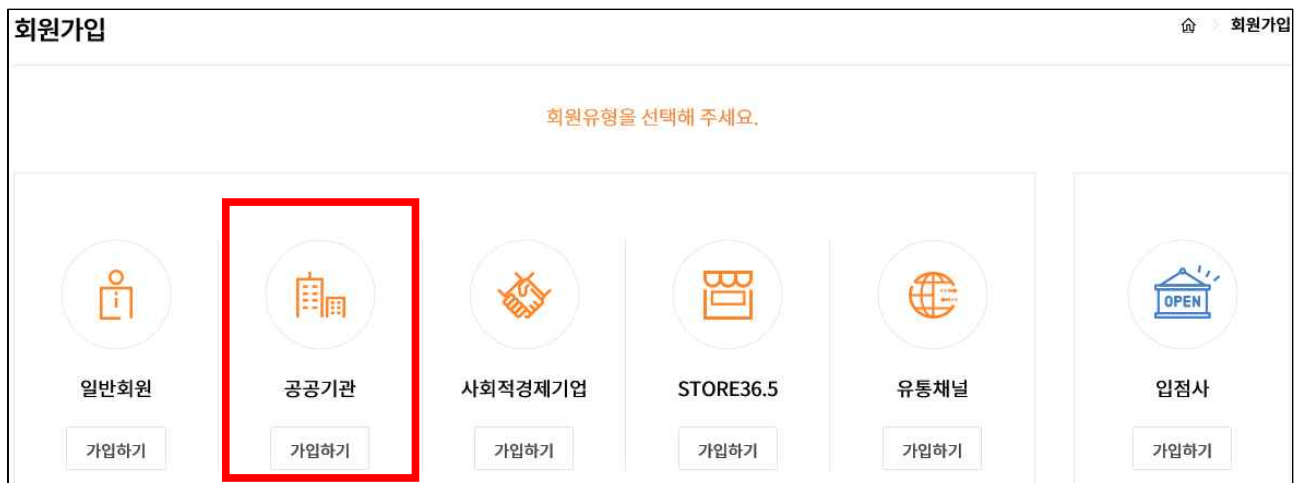 회원가입
회원가입
회원유형을 선택해 주세요.
OPEN
일반회원 공공기관 사회적경제기업 STORE36.5 유통채널 입점사
가입하기 가입하기 가입하기 가입하기 가입하기 가입하기